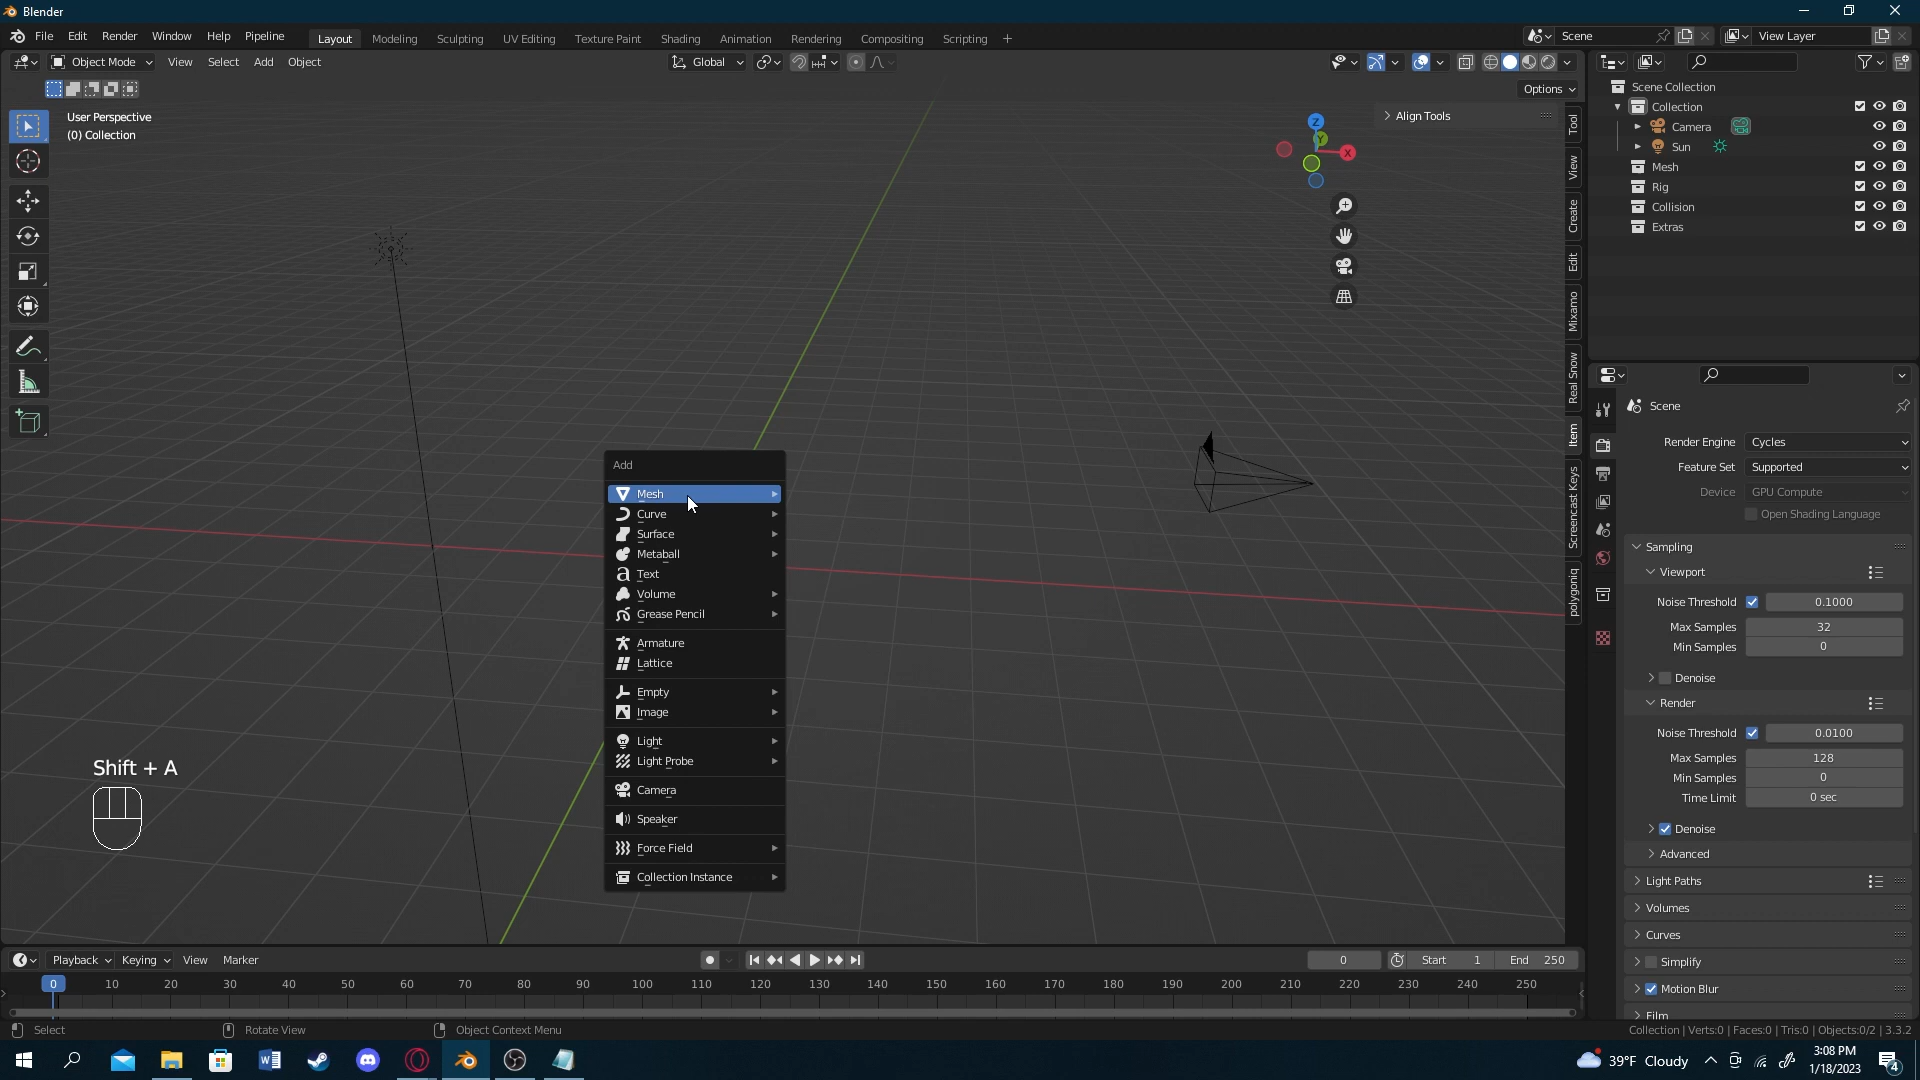 Blender
File Edit Render Window Help Pipeline Layout Modeling Sculpting UV Editing Texture Paint Shading Animation Rendering Compositing Scripting + Scene View Layer
Object Mode View Select Add Object Global
Options
User Perspective
(0) Collection
Align Tools
Z
Y
X
Tool
View
Create
Edit
Mixamo
Real Snow
Item
Screencast Keys
polygoniq
Add
Mesh
Curve
Surface
Metaball
Text
Volume
Grease Pencil
Armature
Lattice
Empty
Image
Light
Light Probe
Camera
Speaker
Force Field
Collection Instance
Shift + A
Scene Collection
Collection
Camera
Sun
Mesh
Rig
Collision
Extras
Scene
Render Engine Cycles
Feature Set Supported
Device GPU Compute
Open Shading Language
Sampling
Viewport
Noise Threshold 0.1000
Max Samples 32
Min Samples 0
Denoise
Render
Noise Threshold 0.0100
Max Samples 128
Min Samples 0
Time Limit 0 sec
Denoise
Advanced
Light Paths
Volumes
Curves
Simplify
Motion Blur
Film
Playback Keying View Marker 0 Start 1 End 250
0 10 20 30 40 50 60 70 80 90 100 110 120 130 140 150 160 170 180 190 200 210 220 230 240 250
Select Rotate View Object Context Menu Collection | Verts:0 | Faces:0 | Tris:0 | Objects:0/2 | 3.3.2
39°F Cloudy
3:08 PM
1/18/2023
4